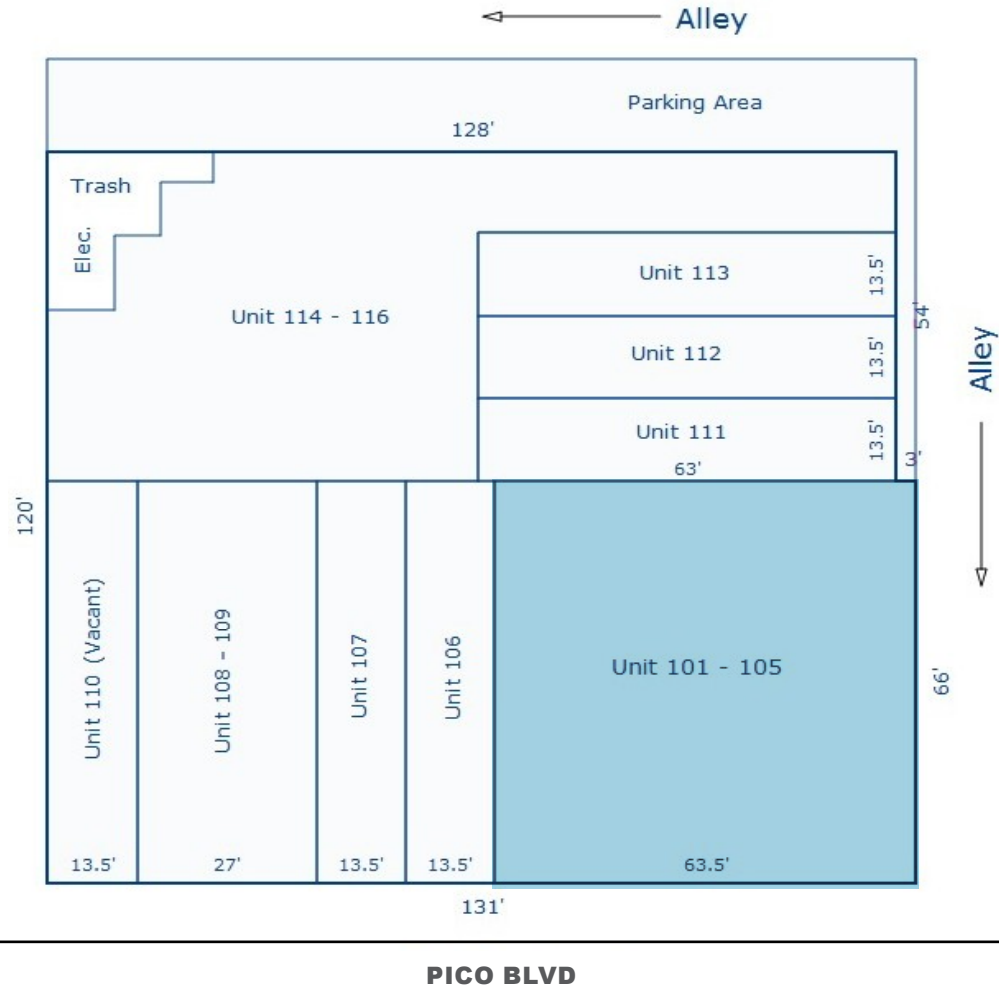 Alley
Parking Area
128'
Trash
Elec.
Unit 113
13.5'
Unit 114 - 116
54'
Unit 112
13.5'
Alley
Unit 111
13.5'
63'
3'
120'
Unit 110 (Vacant)
Unit 108 - 109
Unit 107
Unit 106
Unit 101 - 105
66'
13.5'
27'
13.5'
13.5'
63.5'
131'
PICO BLVD